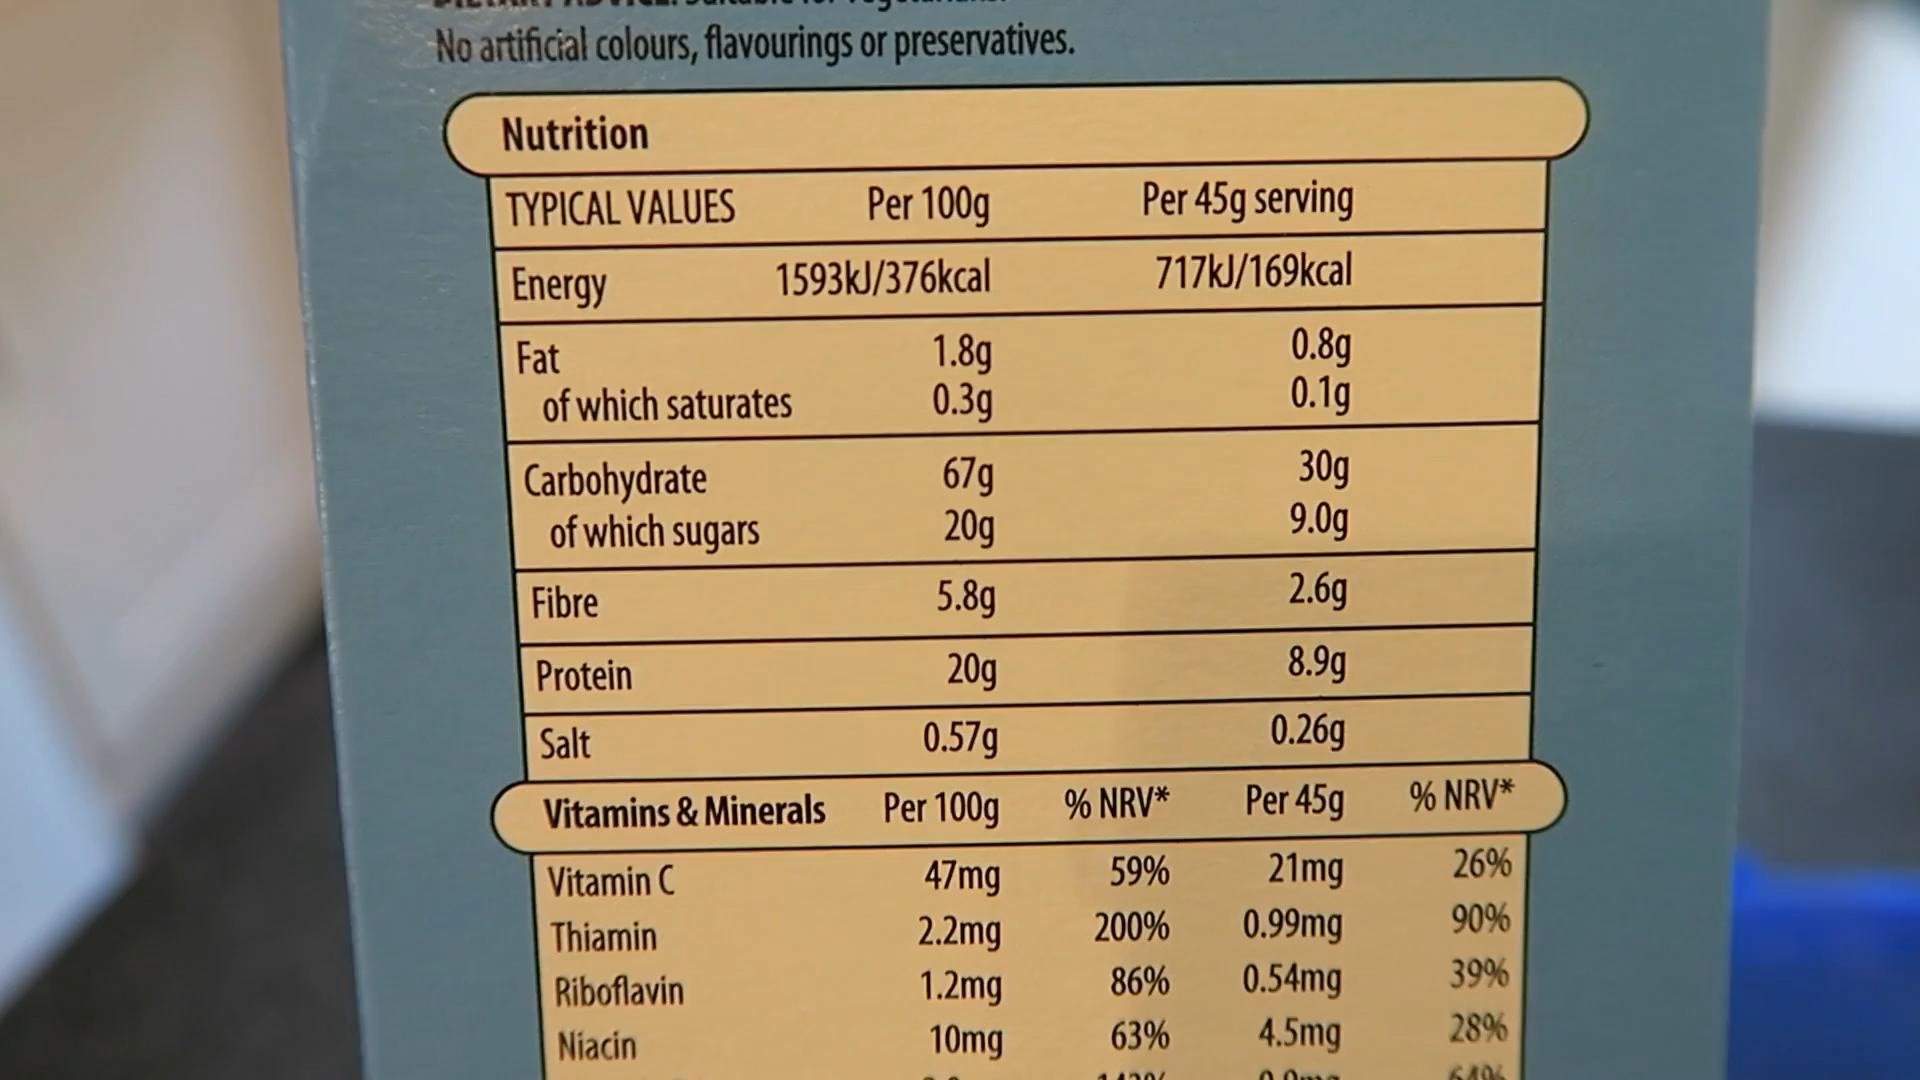 No artificial colours, flavourings or preservatives.
Nutrition
TYPICAL VALUES Per 100g Per 45g serving
Energy 1593kJ/376kcal 717kJ/169kcal
Fat 1.8g 0.8g
of which saturates 0.3g 0.1g
Carbohydrate 67g 30g
of which sugars 20g 9.0g
Fibre 5.8g 2.6g
Protein 20g 8.9g
Salt 0.57g 0.26g
Vitamins & Minerals Per 100g % NRV* Per 45g % NRV*
Vitamin C 47mg 59% 21mg 26%
Thiamin 2.2mg 200% 0.99mg 90%
Riboflavin 1.2mg 86% 0.54mg 39%
Niacin 10mg 63% 4.5mg 28%